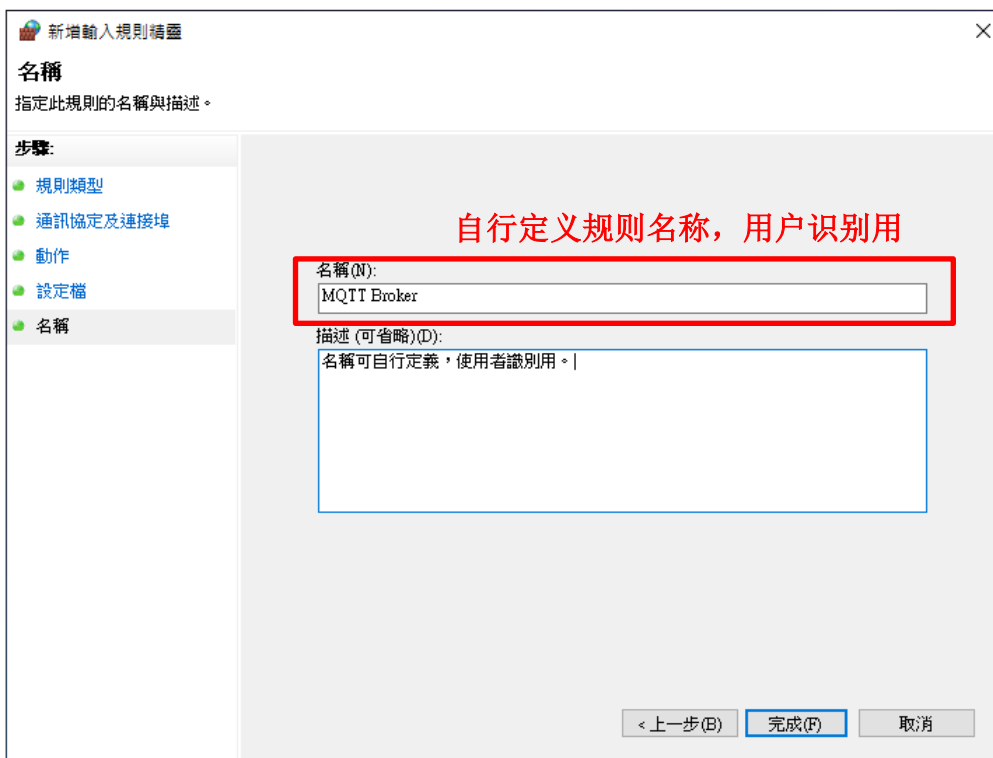 新增輸入規則精靈
名稱
指定此規則的名稱與描述。
步驟:
規則類型
通訊協定及連接埠
動作
設定檔
名稱
自行定义规则名称，用户识别用
名稱(N):
MQTT Broker
描述 (可省略)(D):
名稱可自行定義，使用者識別用。
< 上一步(B)
完成(F)
取消